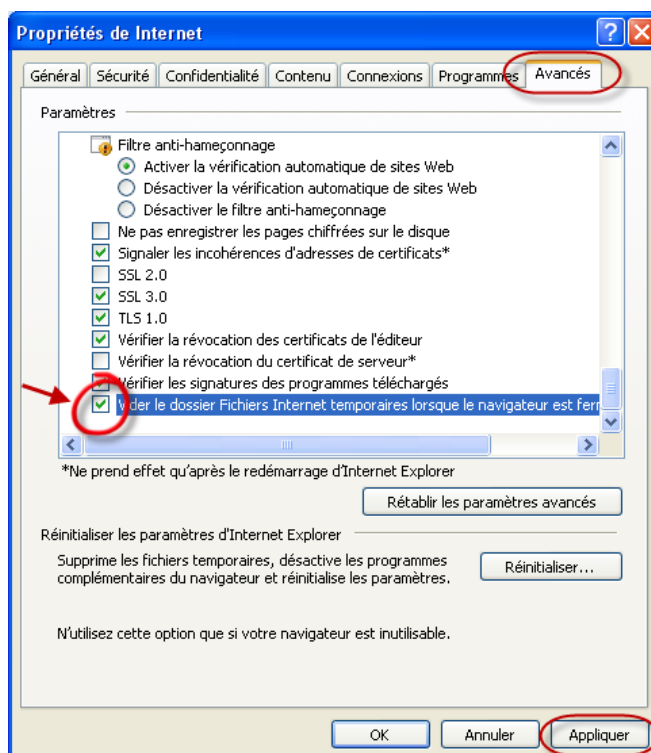 Propriétés de Internet
Général Sécurité Confidentialité Contenu Connexions Programmes Avancés
Paramètres
Filtre anti-hameçonnage
Activer la vérification automatique de sites Web
Désactiver la vérification automatique de sites Web
Désactiver le filtre anti-hameçonnage
Ne pas enregistrer les pages chiffrées sur le disque
Signaler les incohérences d'adresses de certificats*
SSL 2.0
SSL 3.0
TLS 1.0
Vérifier la révocation des certificats de l'éditeur
Vérifier la révocation du certificat de serveur*
Vérifier les signatures des programmes téléchargés
Vider le dossier Fichiers Internet temporaires lorsque le navigateur est ferr
*Ne prend effet qu'après le redémarrage d'Internet Explorer
Rétablir les paramètres avancés
Réinitialiser les paramètres d'Internet Explorer
Supprime les fichiers temporaires, désactive les programmes
complémentaires du navigateur et réinitialise les paramètres.
Réinitialiser...
N'utilisez cette option que si votre navigateur est inutilisable.
OK Annuler Appliquer